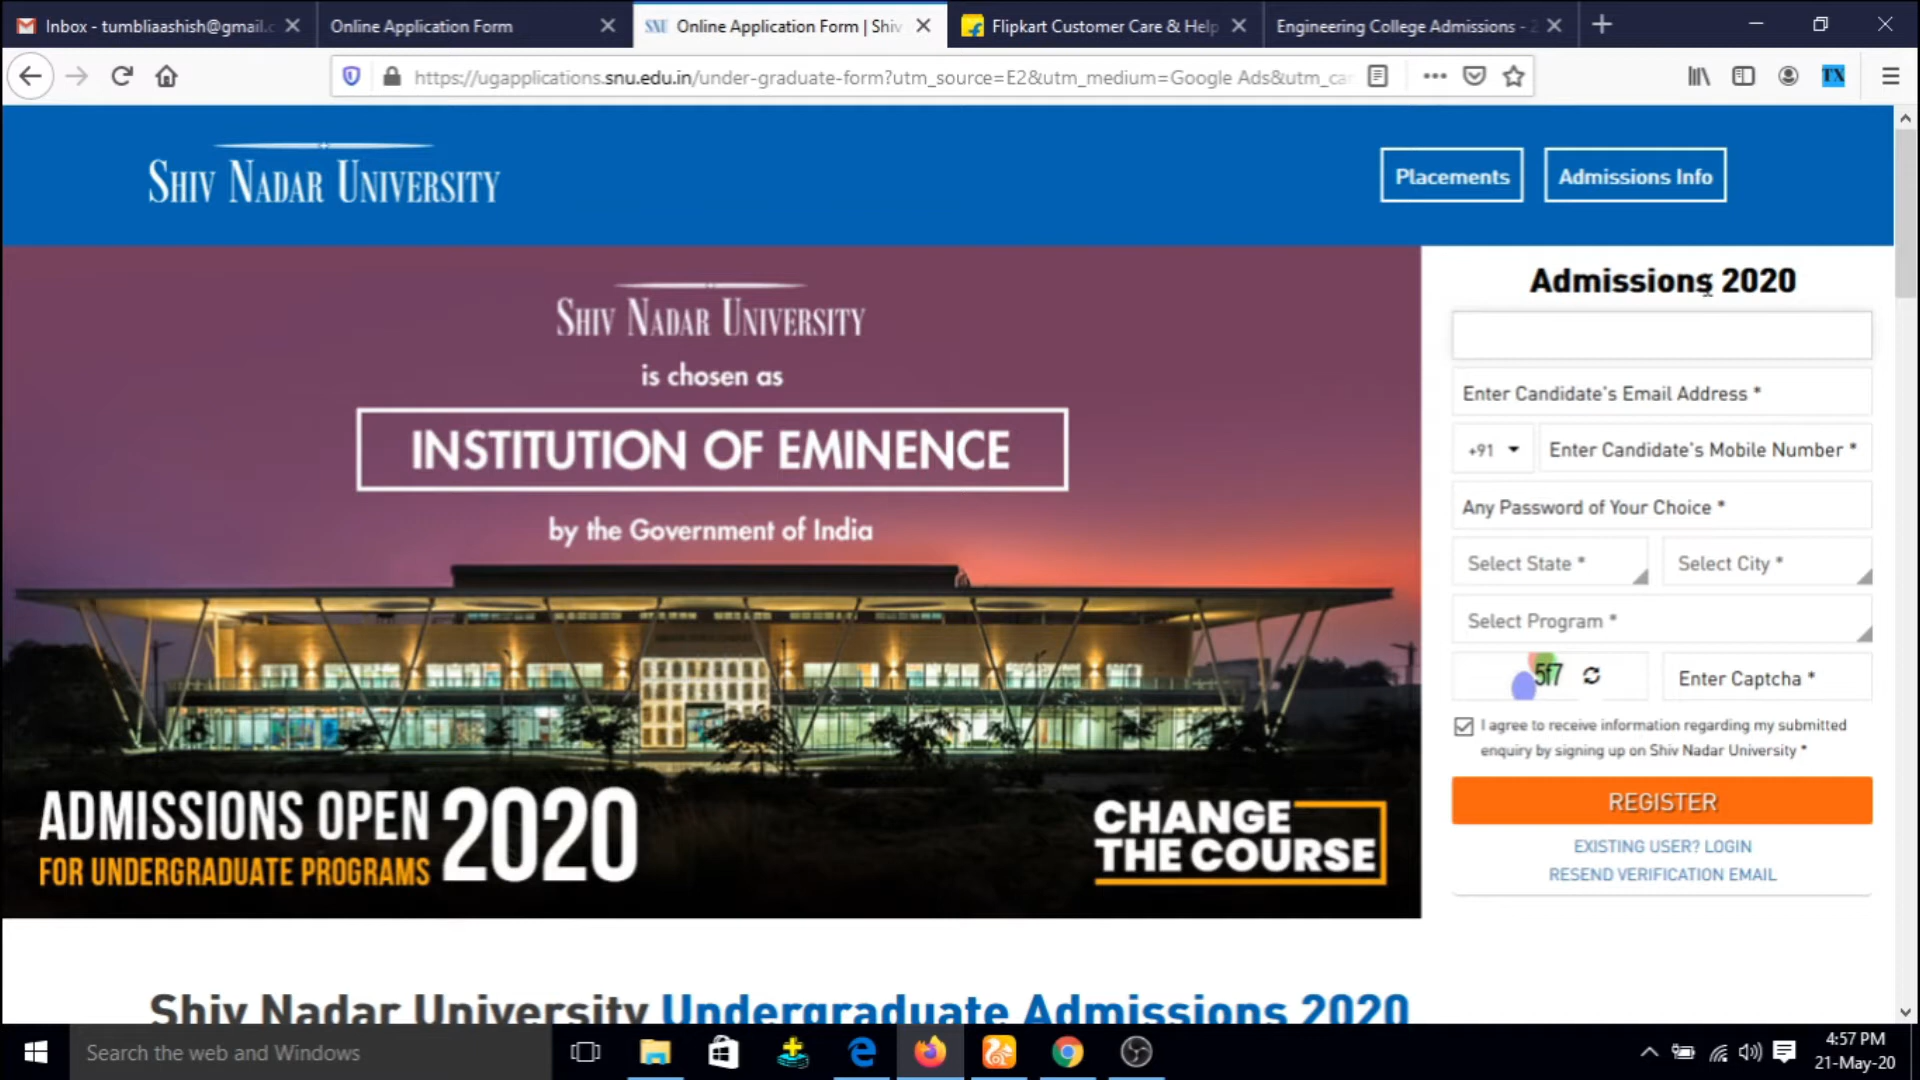 Inbox - tumbliaashish@gmail.c
Online Application Form
SNU Online Application Form | Shiv
Flipkart Customer Care & Help
Engineering College Admissions - 2
https://ugapplications.snu.edu.in/under-graduate-form?utm_source=E2&utm_medium=Google Ads&utm_ca
TX
SHIV NADAR UNIVERSITY
Placements
Admissions Info
SHIV NADAR UNIVERSITY
is chosen as
INSTITUTION OF EMINENCE
by the Government of India
ADMISSIONS OPEN
FOR UNDERGRADUATE PROGRAMS
2020
CHANGE
THE COURSE
Admissions 2020
Enter Candidate's Email Address *
+91
Enter Candidate's Mobile Number *
Any Password of Your Choice *
Select State *
Select City *
Select Program *
5f7
Enter Captcha *
I agree to receive information regarding my submitted
enquiry by signing up on Shiv Nadar University *
REGISTER
EXISTING USER? LOGIN
RESEND VERIFICATION EMAIL
Shiv Nadar University Undergraduate Admissions 2020
Search the web and Windows
4:57 PM
21-May-20